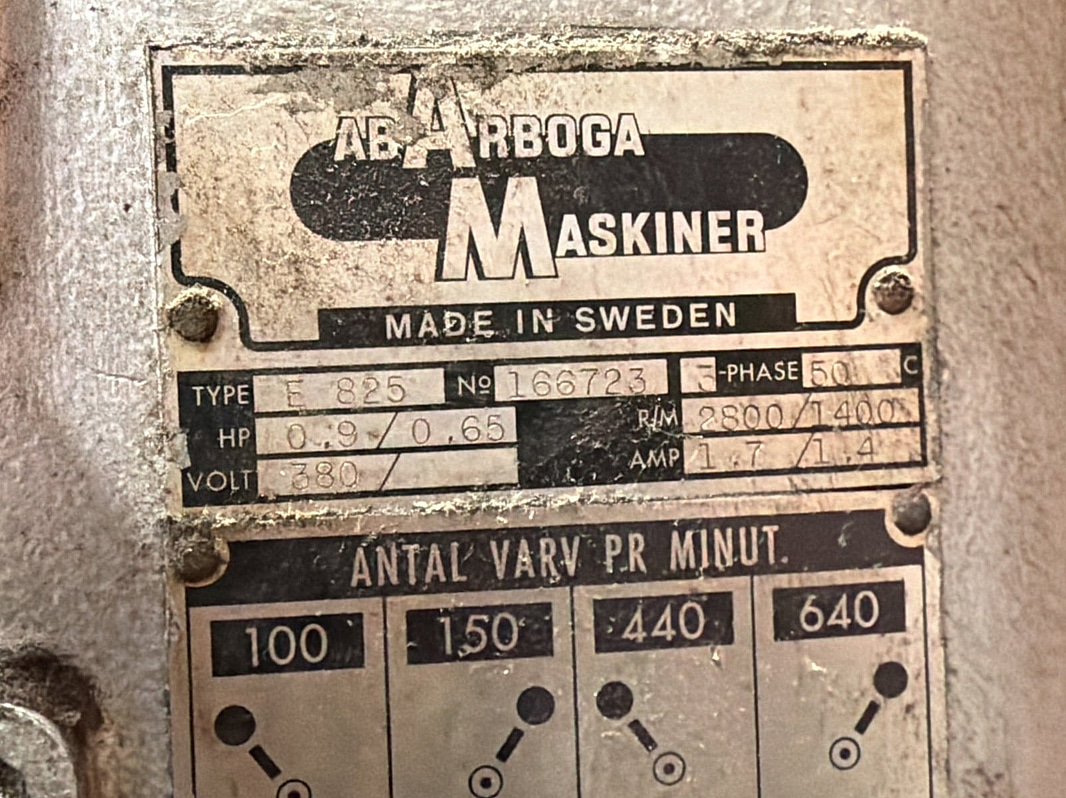 AB ARBOGA
MASKINER
MADE IN SWEDEN
TYPE E 825 No 166723 3-PHASE 50 C
HP 0.9/0.65 R/M 2800/1400
VOLT 380/ AMP 1.7/1.4
ANTAL VARV PR MINUT.
100 150 440 640